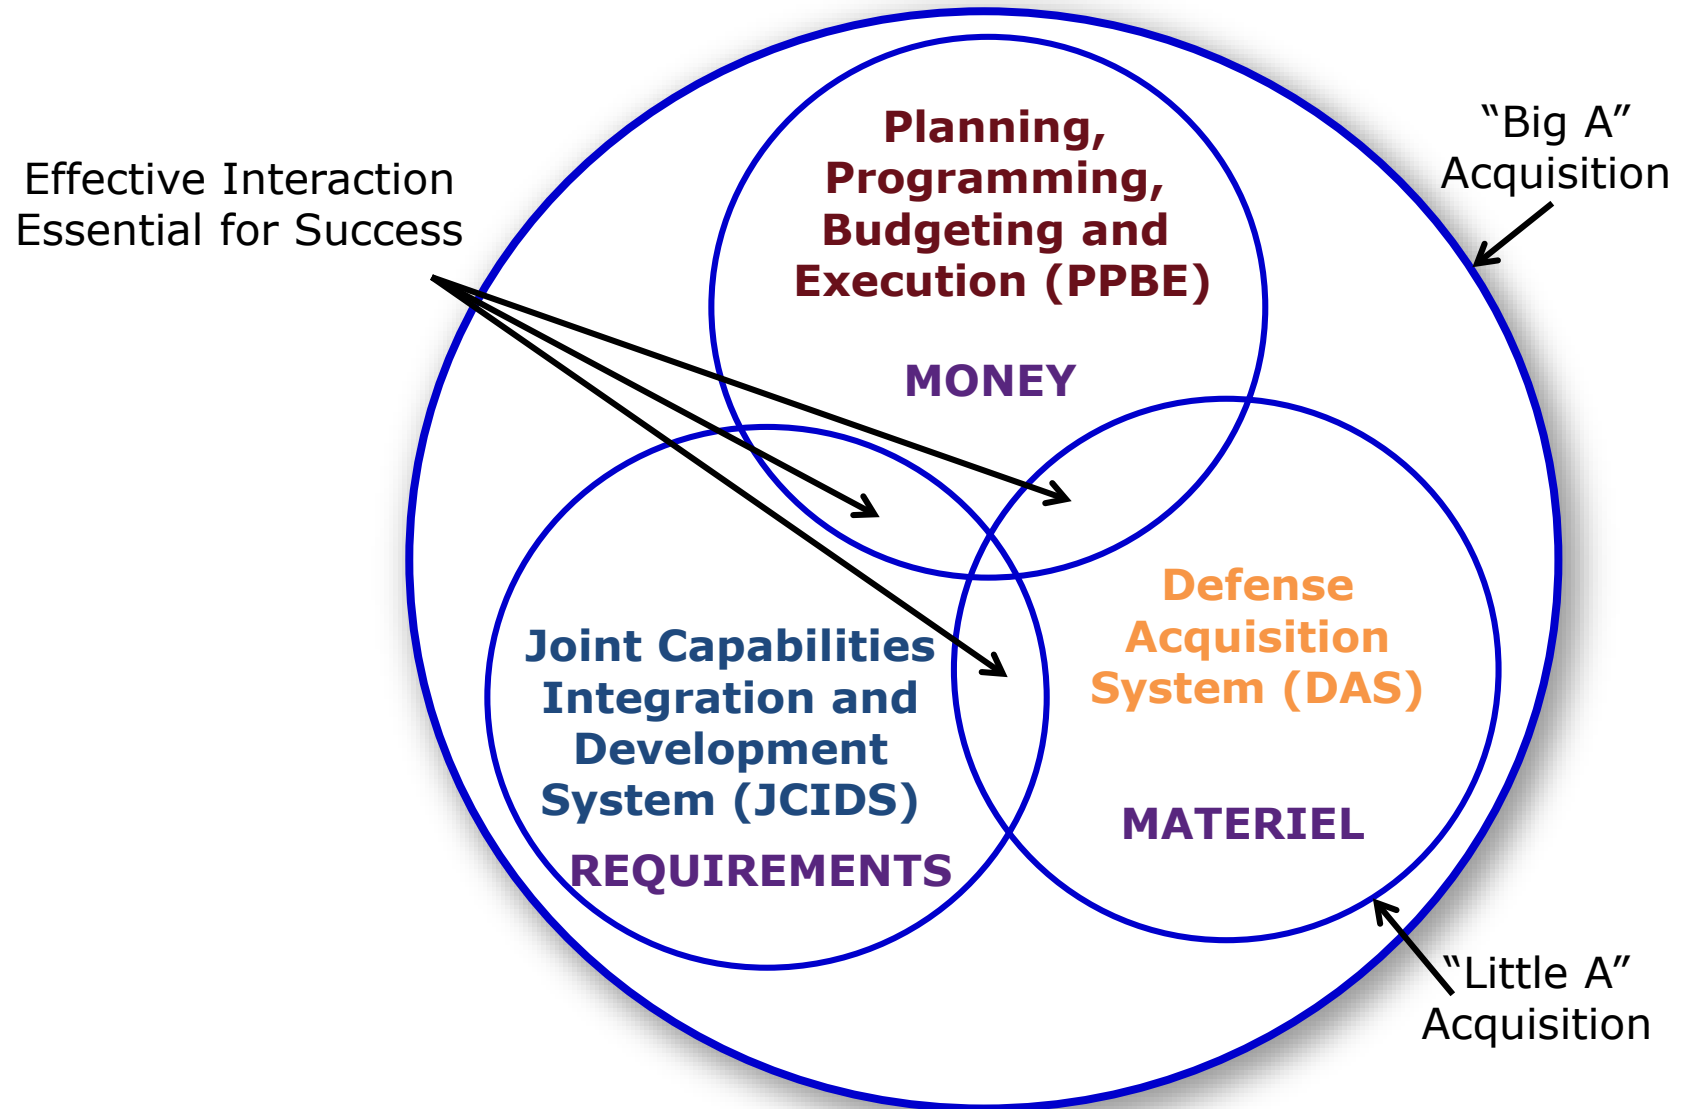 Effective Interaction
Essential for Success
Planning,
Programming,
Budgeting and
Execution (PPBE)
MONEY
“Big A”
Acquisition
Joint Capabilities
Integration and
Development
System (JCIDS)
REQUIREMENTS
Defense
Acquisition
System (DAS)
MATERIEL
“Little A”
Acquisition